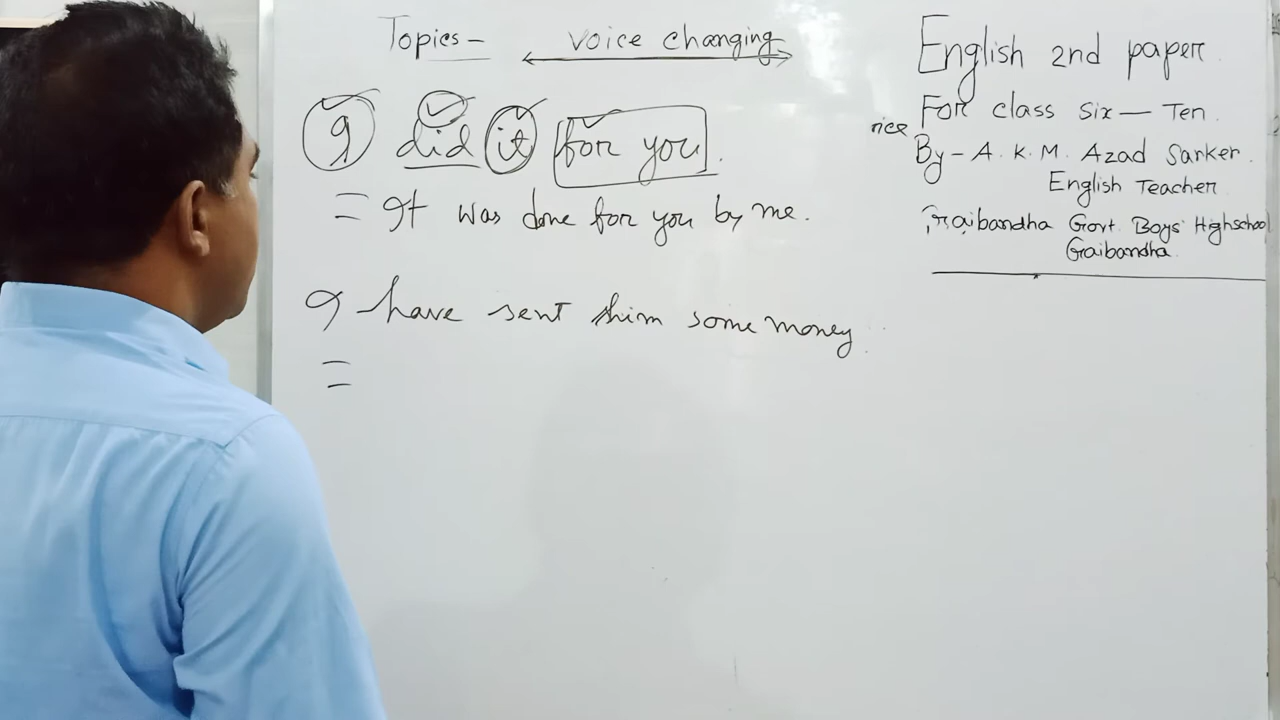 Topics- voice changing
I did it for you.
= It was done for you by me.
I have sent him some money.
=
English 2nd paper.
For class six - Ten.
rice
By - A. K. M. Azad Sarker.
English Teacher
Gaibandha Govt. Boys' Highschool
Gaibandha.